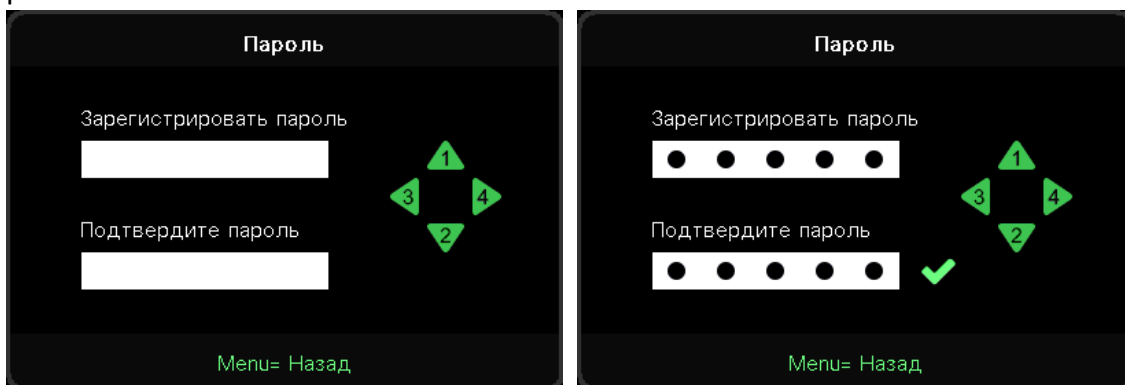 Пароль
Зарегистрировать пароль
1
3 4
Подтвердите пароль
2
Menu= Назад
Пароль
Зарегистрировать пароль
1
3 4
Подтвердите пароль
2
Menu= Назад